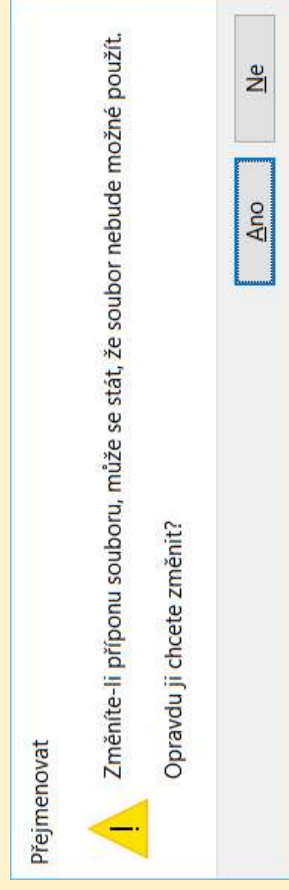 Přejmenovat
Změníte-li příponu souboru, může se stát, že soubor nebude možné použít.
Opravdu ji chcete změnit?
Ano
Ne